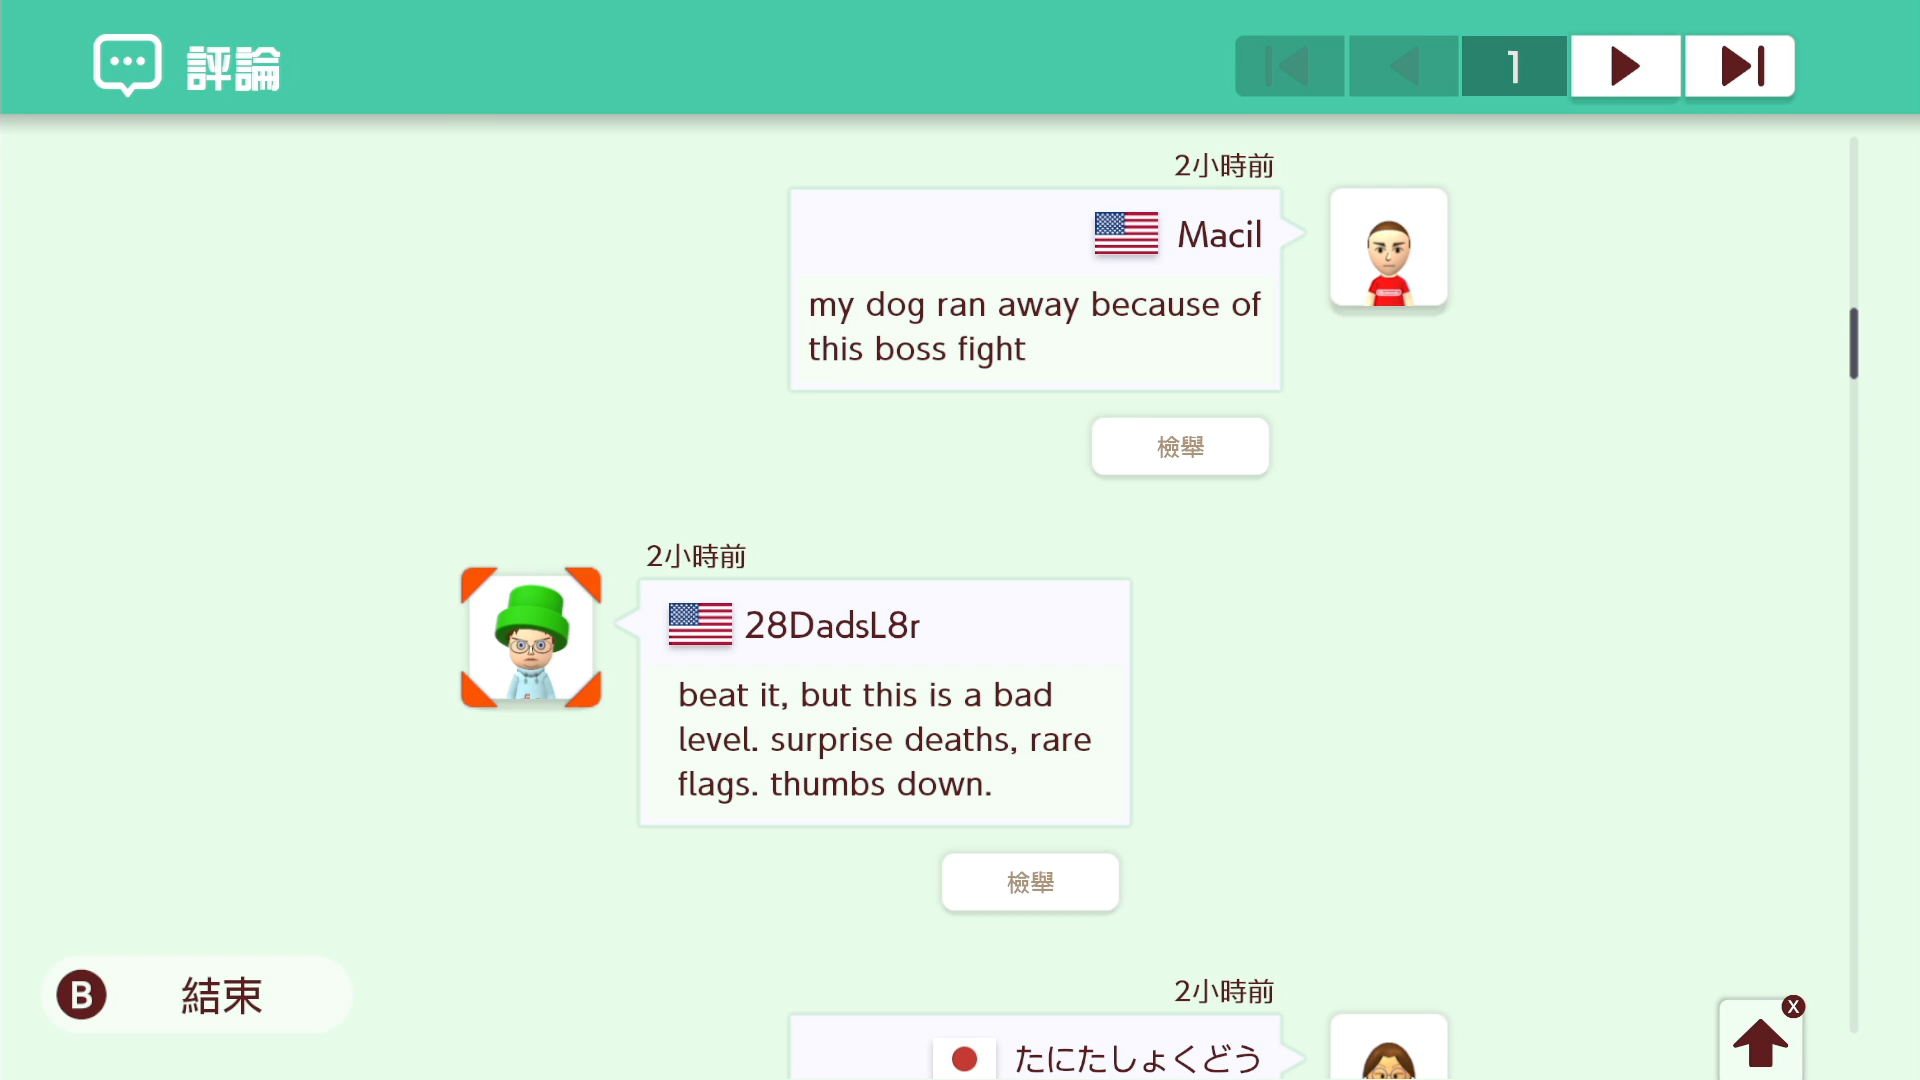 評論
1
2小時前
Macil
my dog ran away because of
this boss fight
檢舉
2小時前
28DadsL8r
beat it, but this is a bad
level. surprise deaths, rare
flags. thumbs down.
檢舉
2小時前
たにたしょくどう
B 結束
X